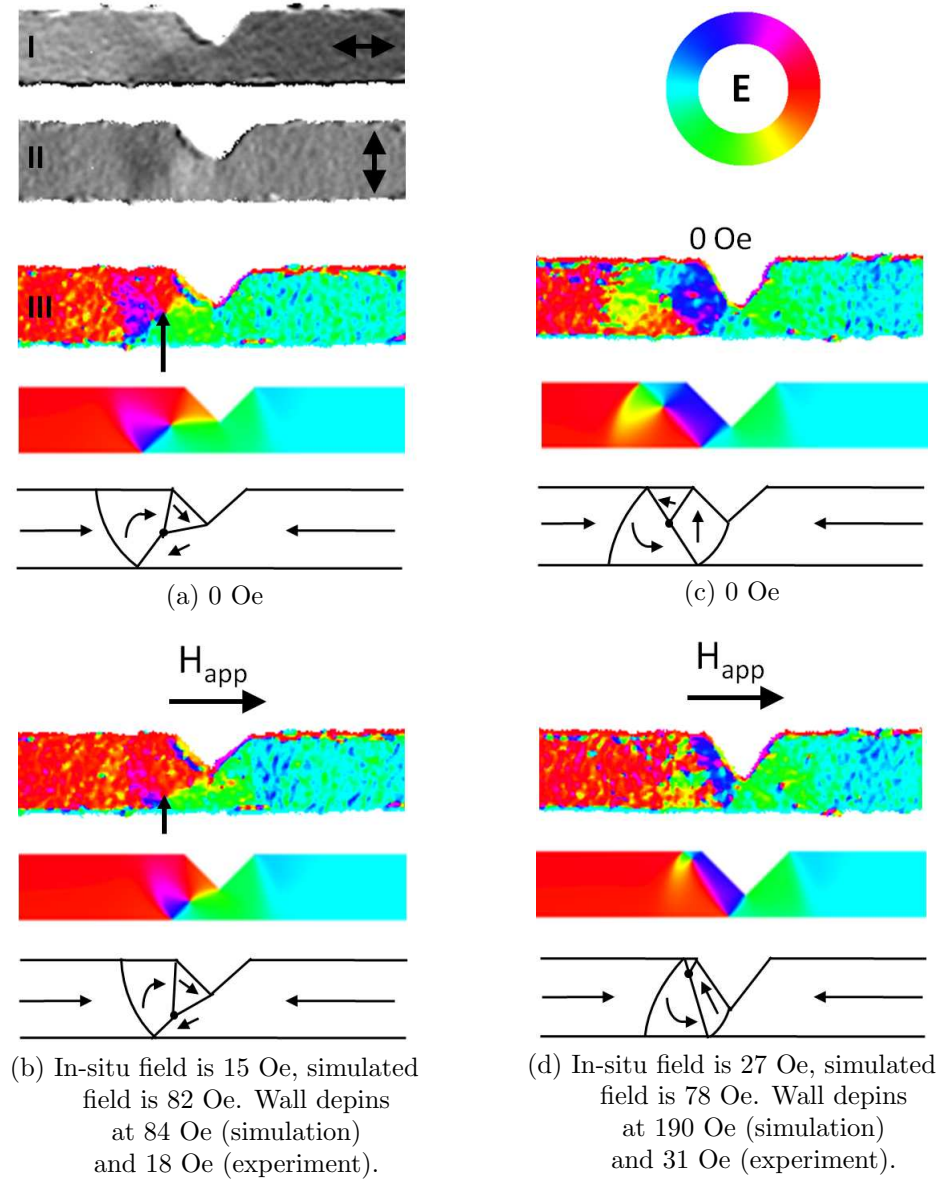 I
II
III
E
0 Oe
(a) 0 Oe
(c) 0 Oe
H_app
H_app
(b) In-situ field is 15 Oe, simulated
field is 82 Oe. Wall depins
at 84 Oe (simulation)
and 18 Oe (experiment).
(d) In-situ field is 27 Oe, simulated
field is 78 Oe. Wall depins
at 190 Oe (simulation)
and 31 Oe (experiment).